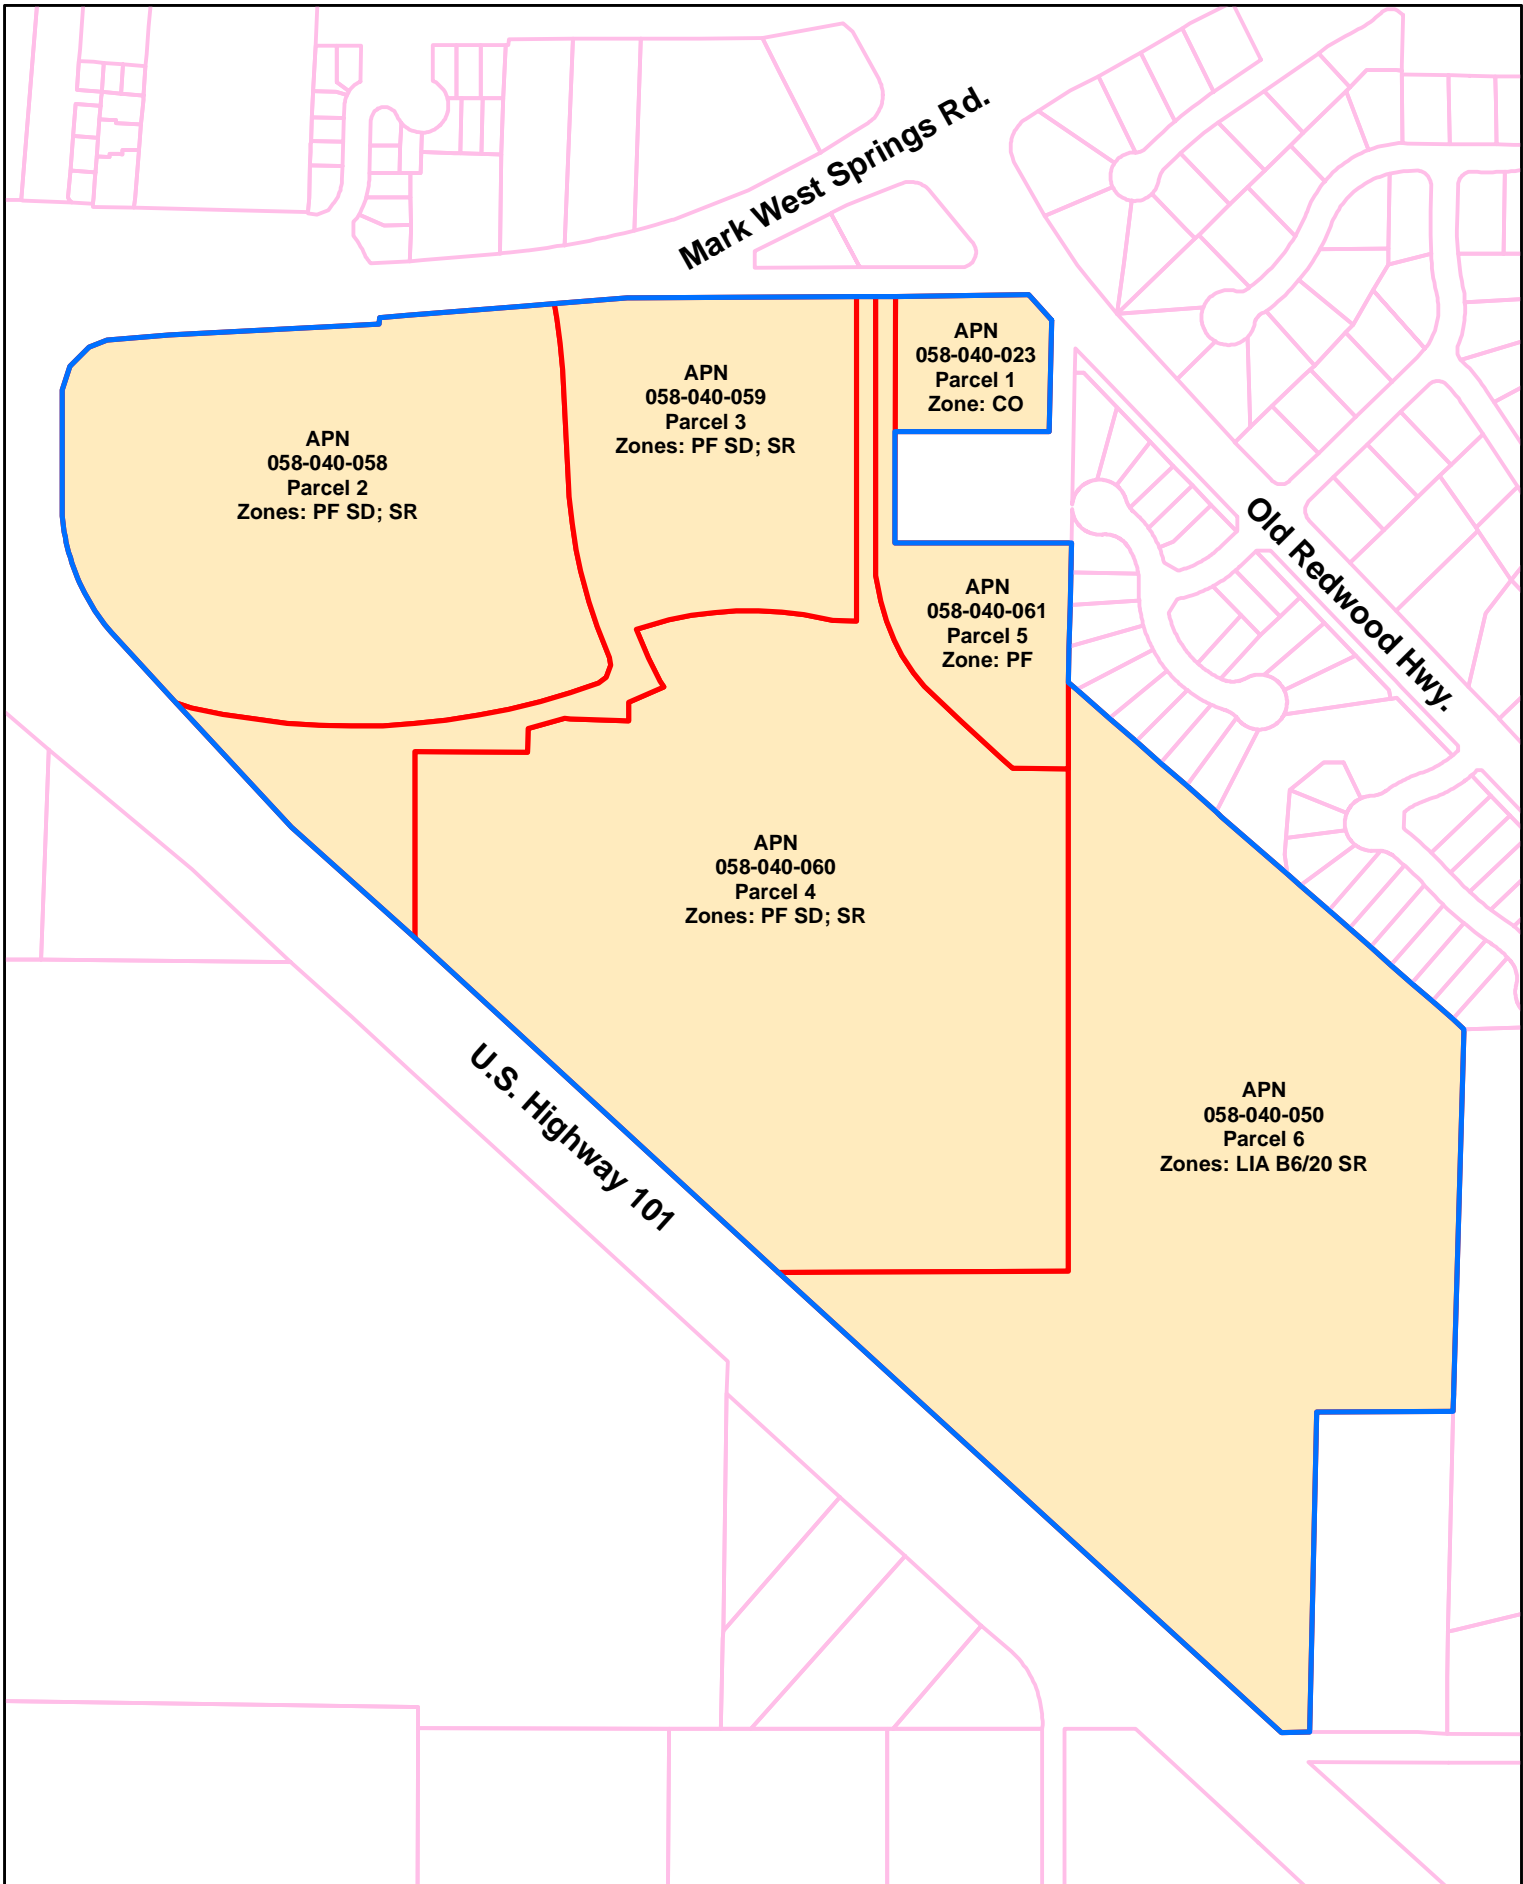 Mark West Springs Rd.
APN
058-040-023
Parcel 1
Zone: CO
APN
058-040-059
Parcel 3
Zones: PF SD; SR
APN
058-040-058
Parcel 2
Zones: PF SD; SR
Old Redwood Hwy.
APN
058-040-061
Parcel 5
Zone: PF
APN
058-040-060
Parcel 4
Zones: PF SD; SR
U.S. Highway 101
APN
058-040-050
Parcel 6
Zones: LIA B6/20 SR